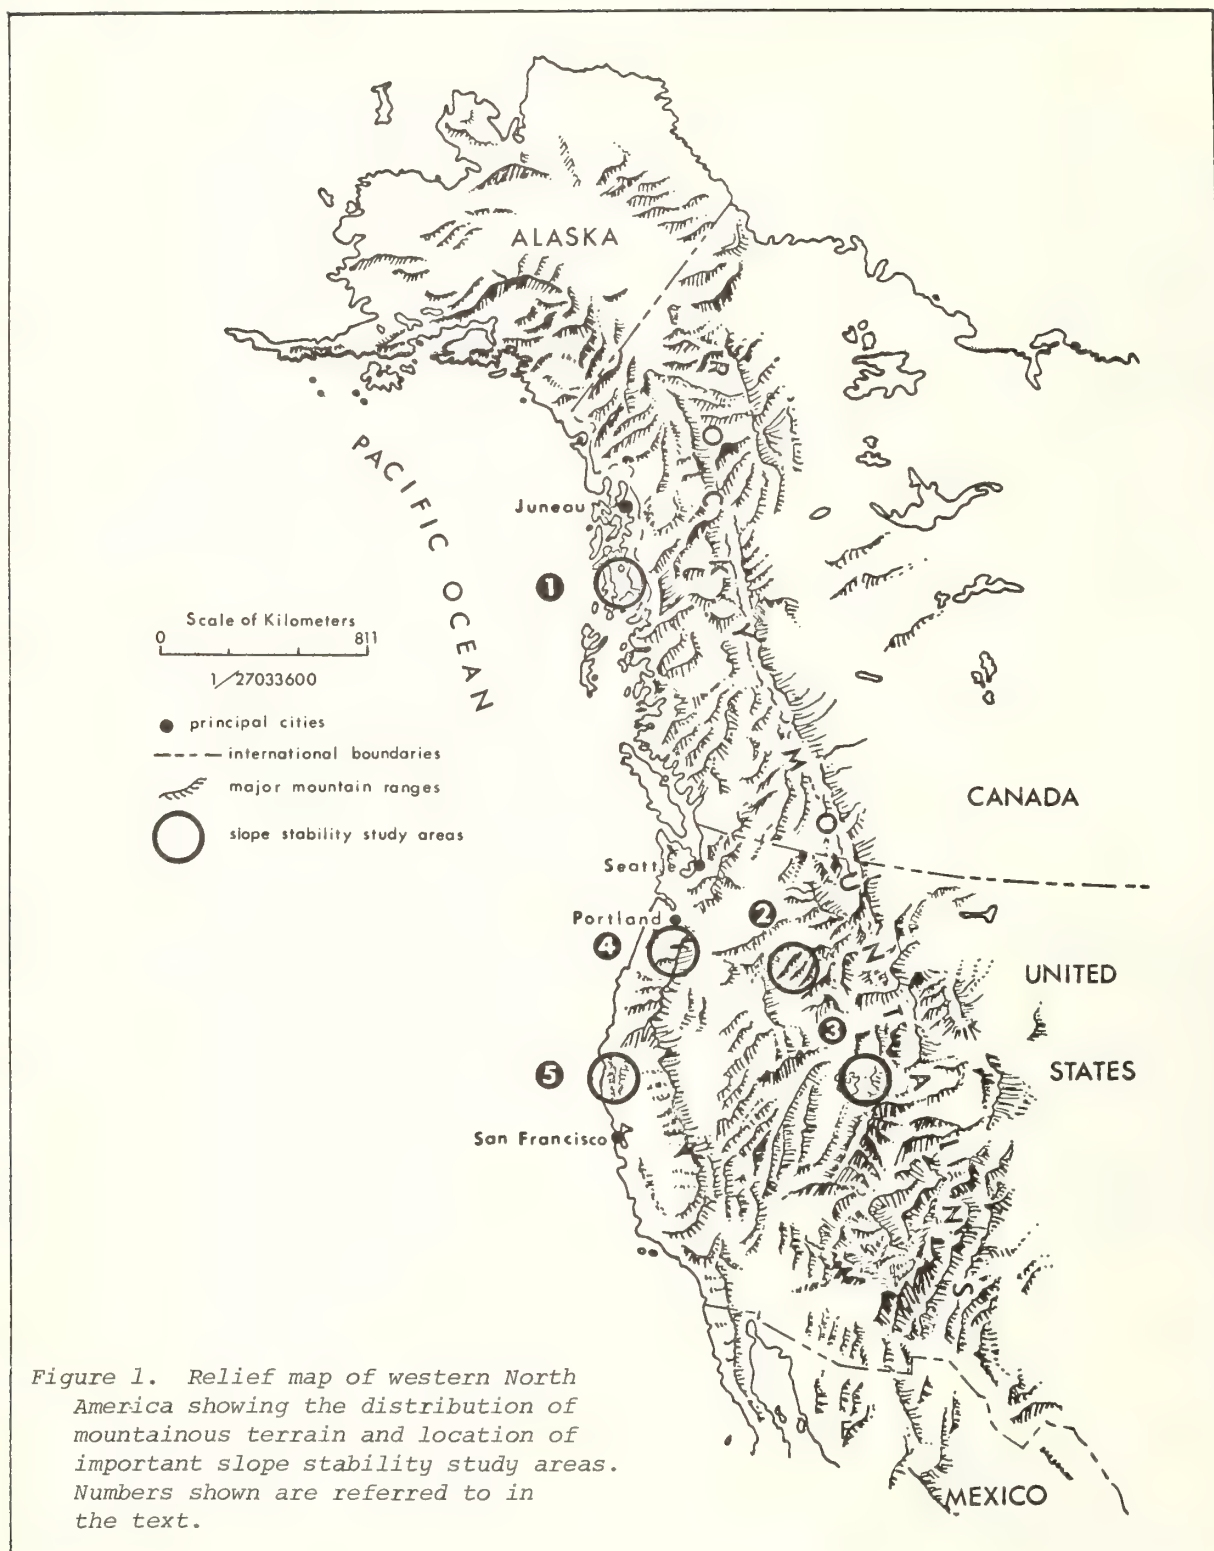 ALASKA
ROCKY MOUNTAINS
PACIFIC OCEAN
Juneau
1
Scale of Kilometers
0 811
1/27033600
principal cities
international boundaries
major mountain ranges
slope stability study areas
CANADA
Seattle
Portland
2
4
UNITED
STATES
3
5
San Francisco
MEXICO
Figure 1. Relief map of western North
America showing the distribution of
mountainous terrain and location of
important slope stability study areas.
Numbers shown are referred to in
the text.